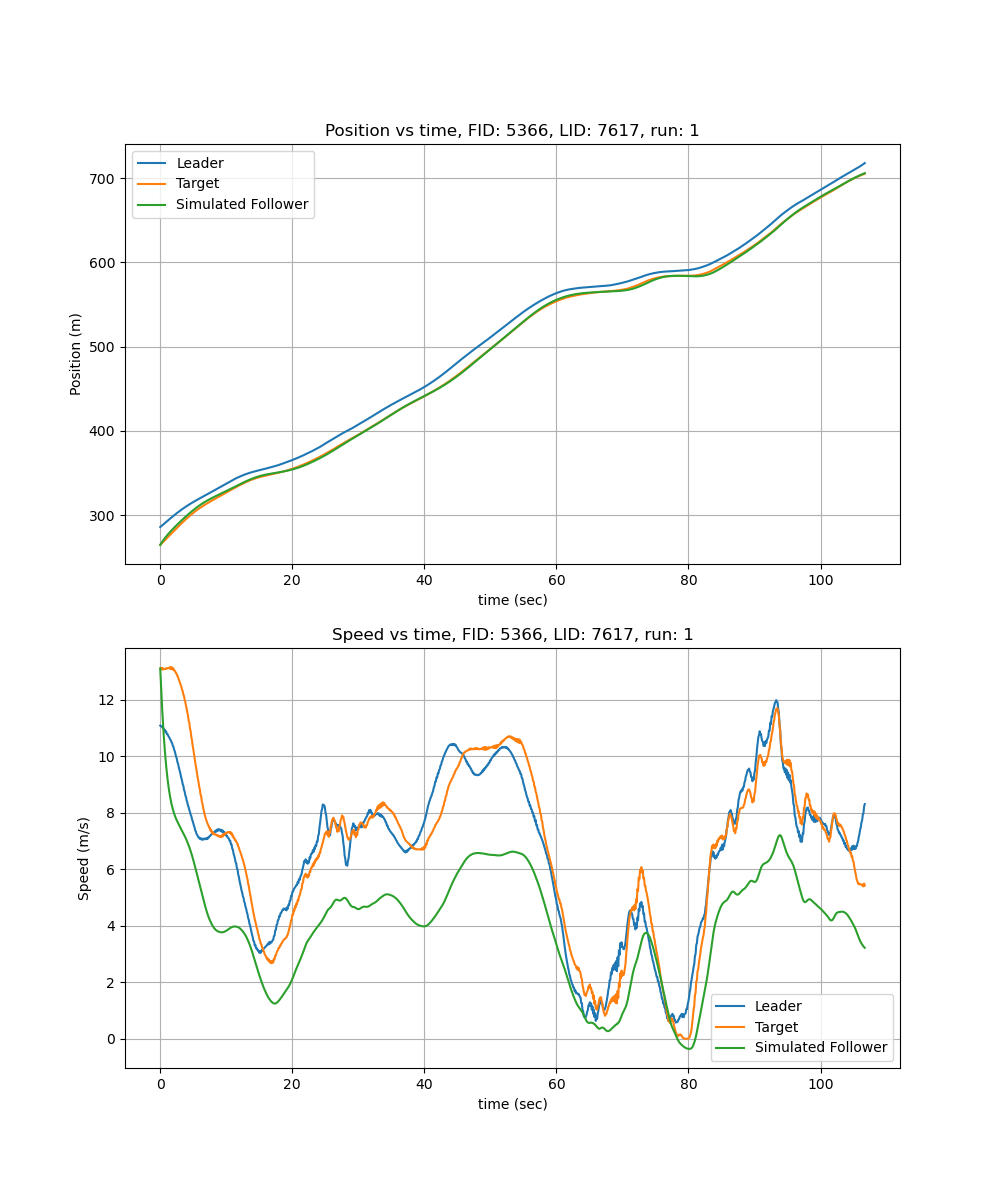 Position vs time, FID: 5366, LID: 7617, run: 1
Leader
Target
Simulated Follower
700
600
500
400
300
Position (m)
0 20 40 60 80 100
time (sec)
Speed vs time, FID: 5366, LID: 7617, run: 1
12
10
8
6
4
2
0
Speed (m/s)
Leader
Target
Simulated Follower
0 20 40 60 80 100
time (sec)